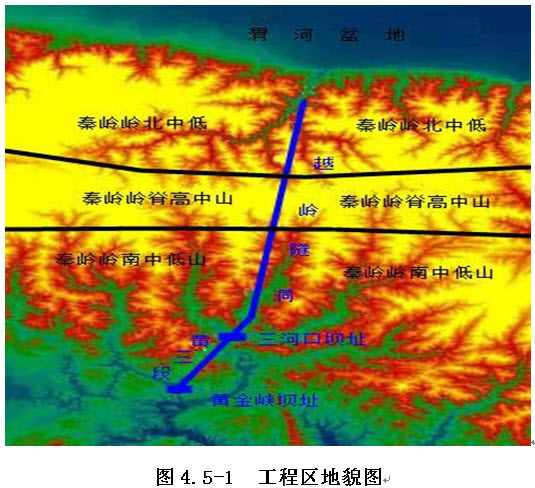 渭河盆地
秦岭岭北中低
秦岭岭北中低
越岭隧洞
秦岭岭脊高中山
秦岭岭脊高中山
秦岭岭南中低山
秦岭岭南中低山
黄三段
三河口坝址
黄金峡坝址
图 4.5-1 工程区地貌图